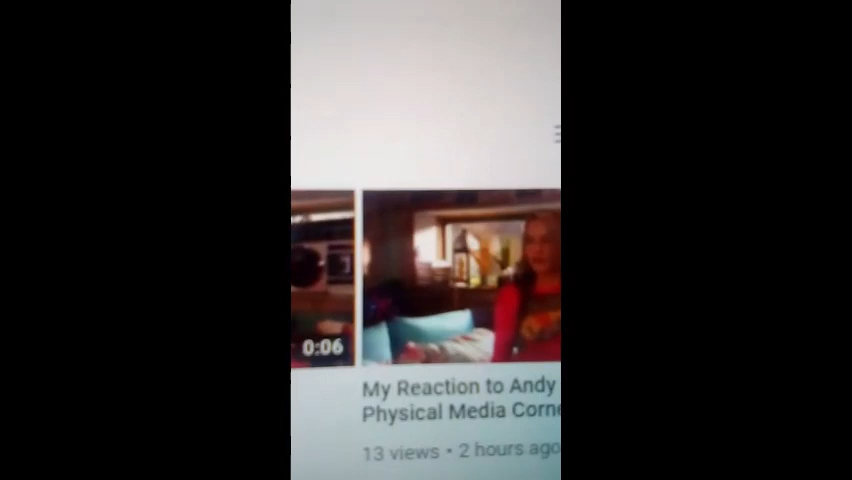 0:06
My Reaction to Andy
Physical Media Corne
13 views • 2 hours ago